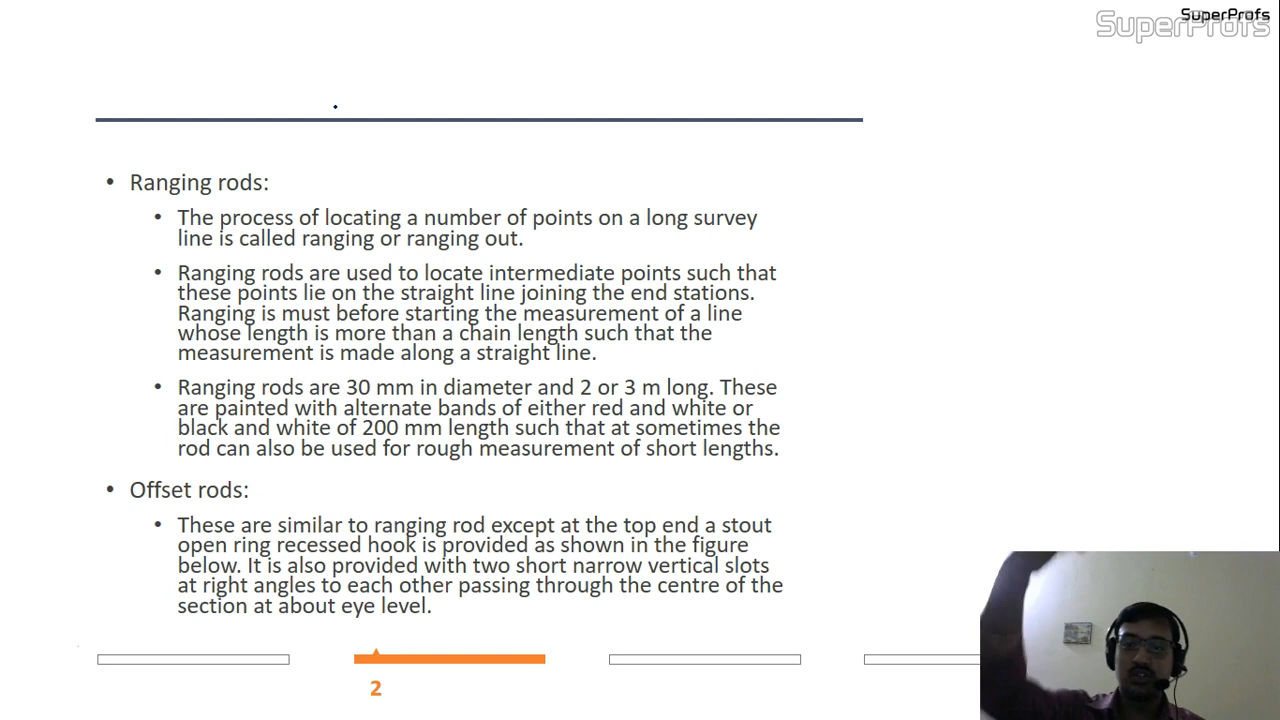 SuperProfs
SuperProfs
• Ranging rods:
• The process of locating a number of points on a long survey
line is called ranging or ranging out.
• Ranging rods are used to locate intermediate points such that
these points lie on the straight line joining the end stations.
Ranging is must before starting the measurement of a line
whose length is more than a chain length such that the
measurement is made along a straight line.
• Ranging rods are 30 mm in diameter and 2 or 3 m long. These
are painted with alternate bands of either red and white or
black and white of 200 mm length such that at sometimes the
rod can also be used for rough measurement of short lengths.
• Offset rods:
• These are similar to ranging rod except at the top end a stout
open ring recessed hook is provided as shown in the figure
below. It is also provided with two short narrow vertical slots
at right angles to each other passing through the centre of the
section at about eye level.
2